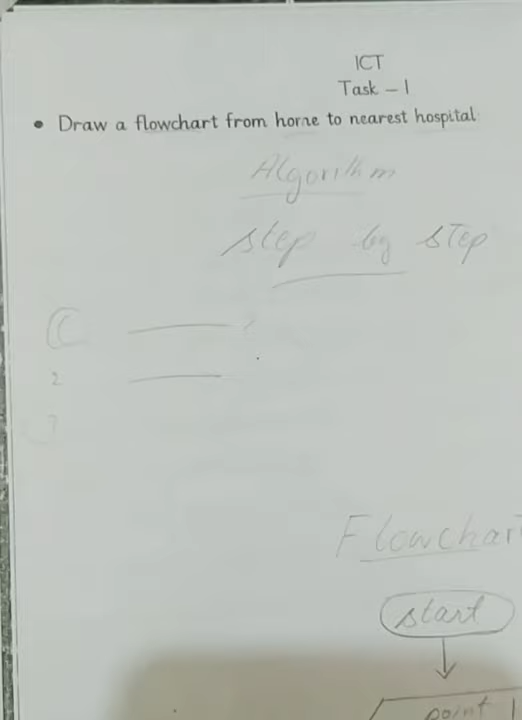 ICT
Task - 1
• Draw a flowchart from home to nearest hospital
Algorithm
step by step
2
Flowchart
start
point